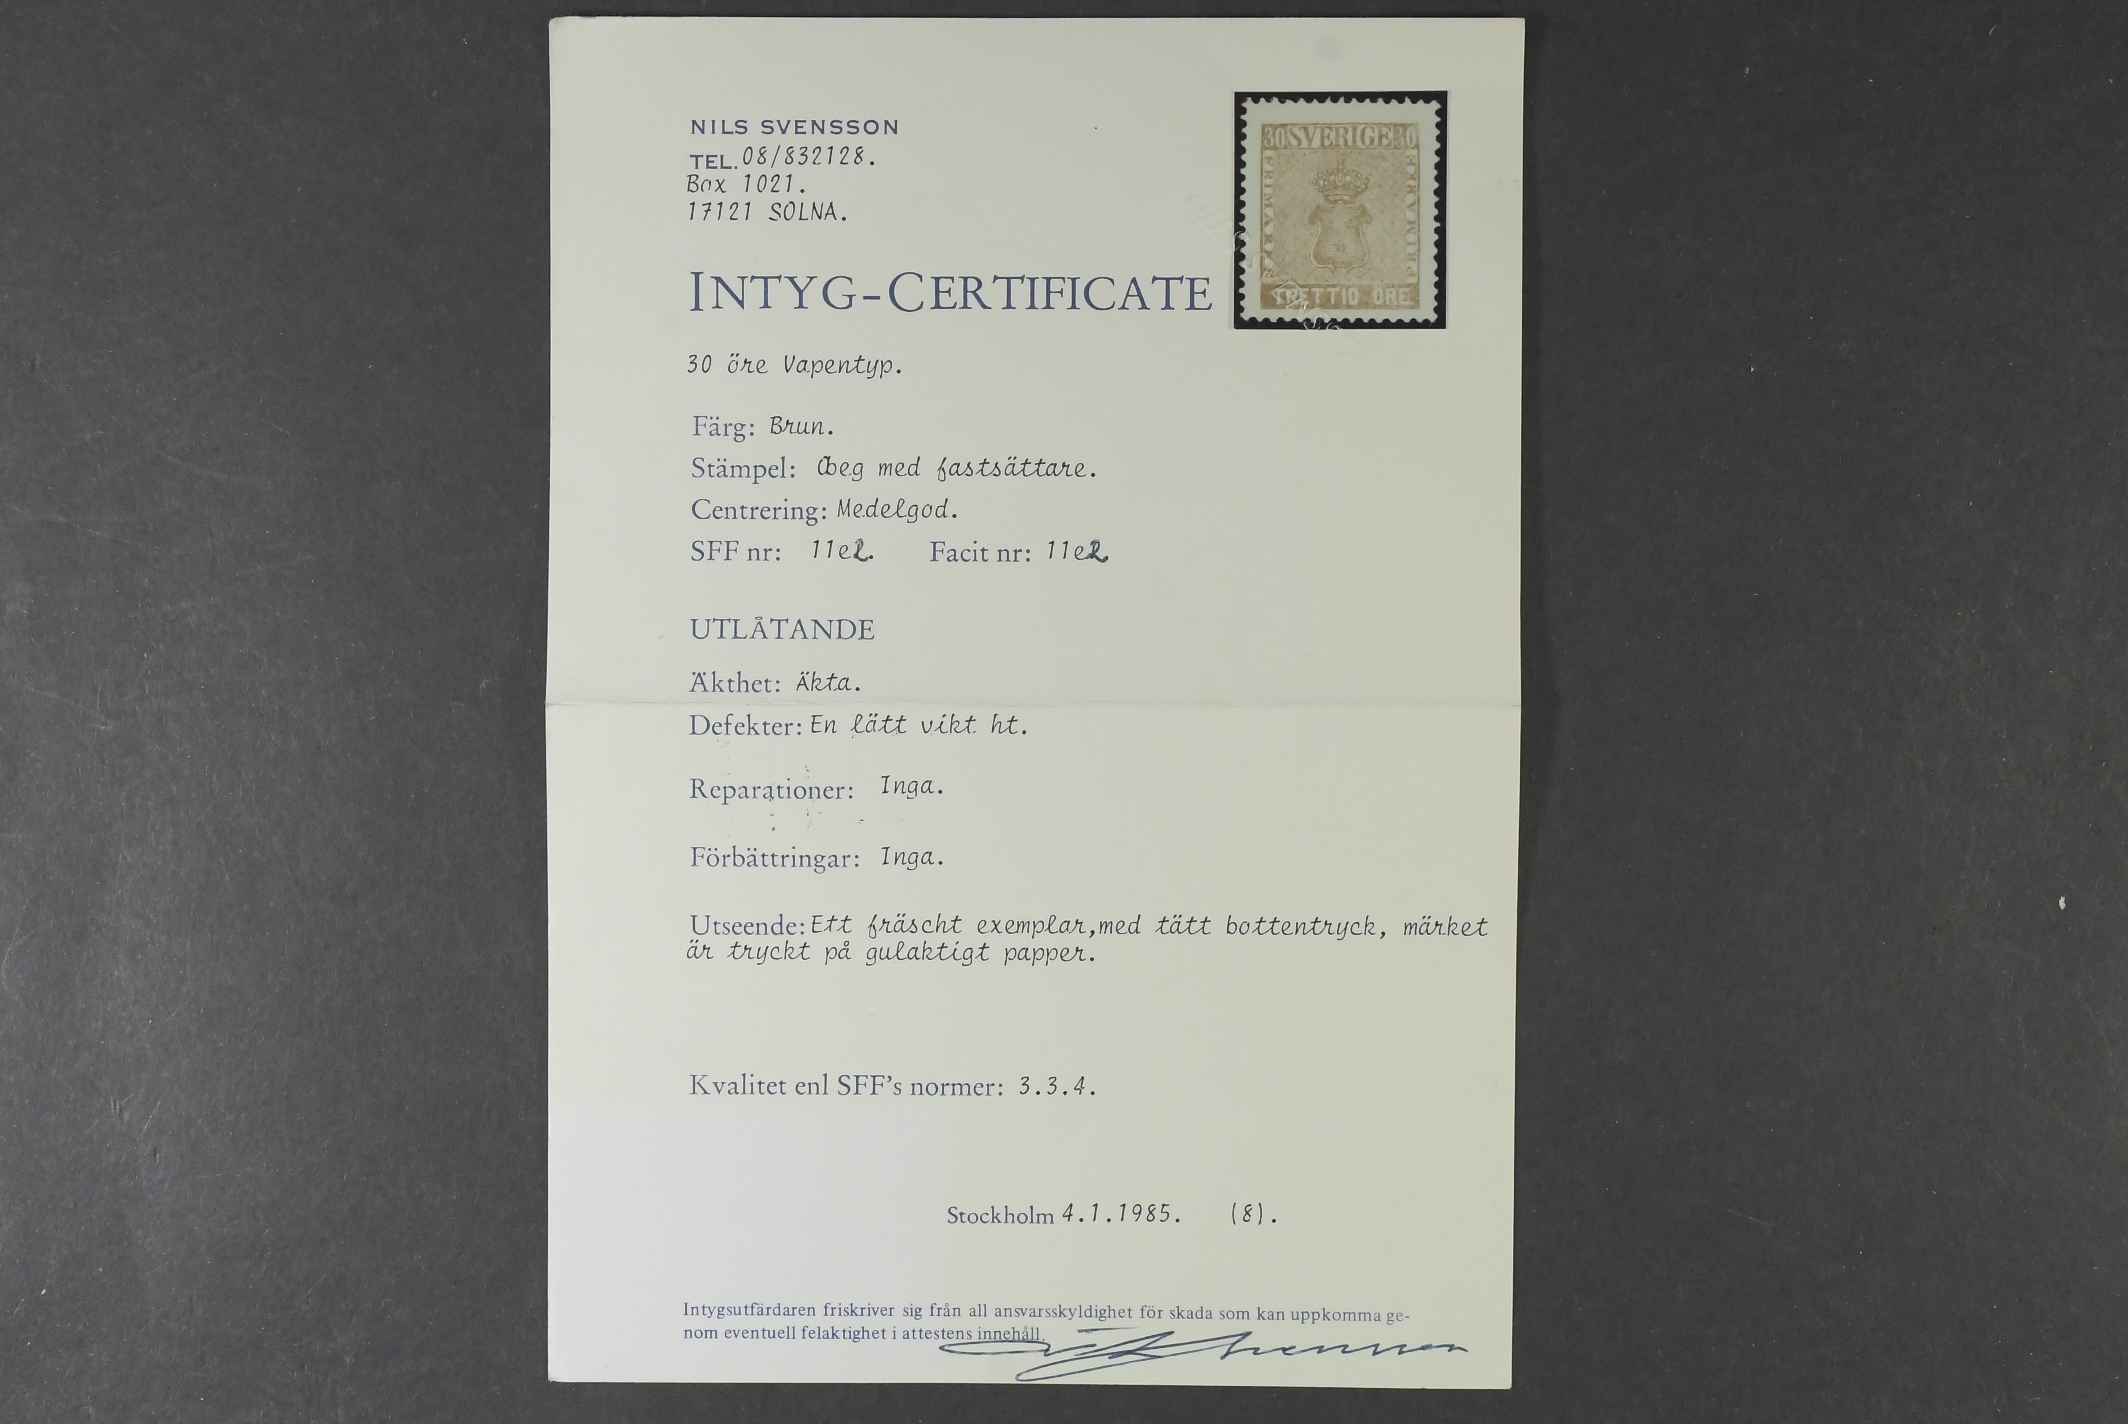 NILS SVENSSON
TEL. 08/832128.
Box 1021.
17121 SOLNA.
30 SVERIGE 30
FRIMÄRKE
FRIMÄRKE
TRETTIO ÖRE
INTYG-CERTIFICATE
30 öre Vapentyp.
Färg: Brun.
Stämpel: Obeg med fastsättare.
Centrering: Medelgod.
SFF nr: 11e2. Facit nr: 11e2
UTLÅTANDE
Äkthet: Äkta.
Defekter: En lätt vikt ht.
Reparationer: Inga.
Förbättringar: Inga.
Utseende: Ett fräscht exemplar,med tätt bottentryck, märket
är tryckt på gulaktigt papper.
Kvalitet enl SFF's normer: 3.3.4.
Stockholm 4.1.1985. (8).
Intygsutfärdaren friskriver sig från all ansvarsskyldighet för skada som kan uppkomma ge-
nom eventuell felaktighet i attestens innehåll.